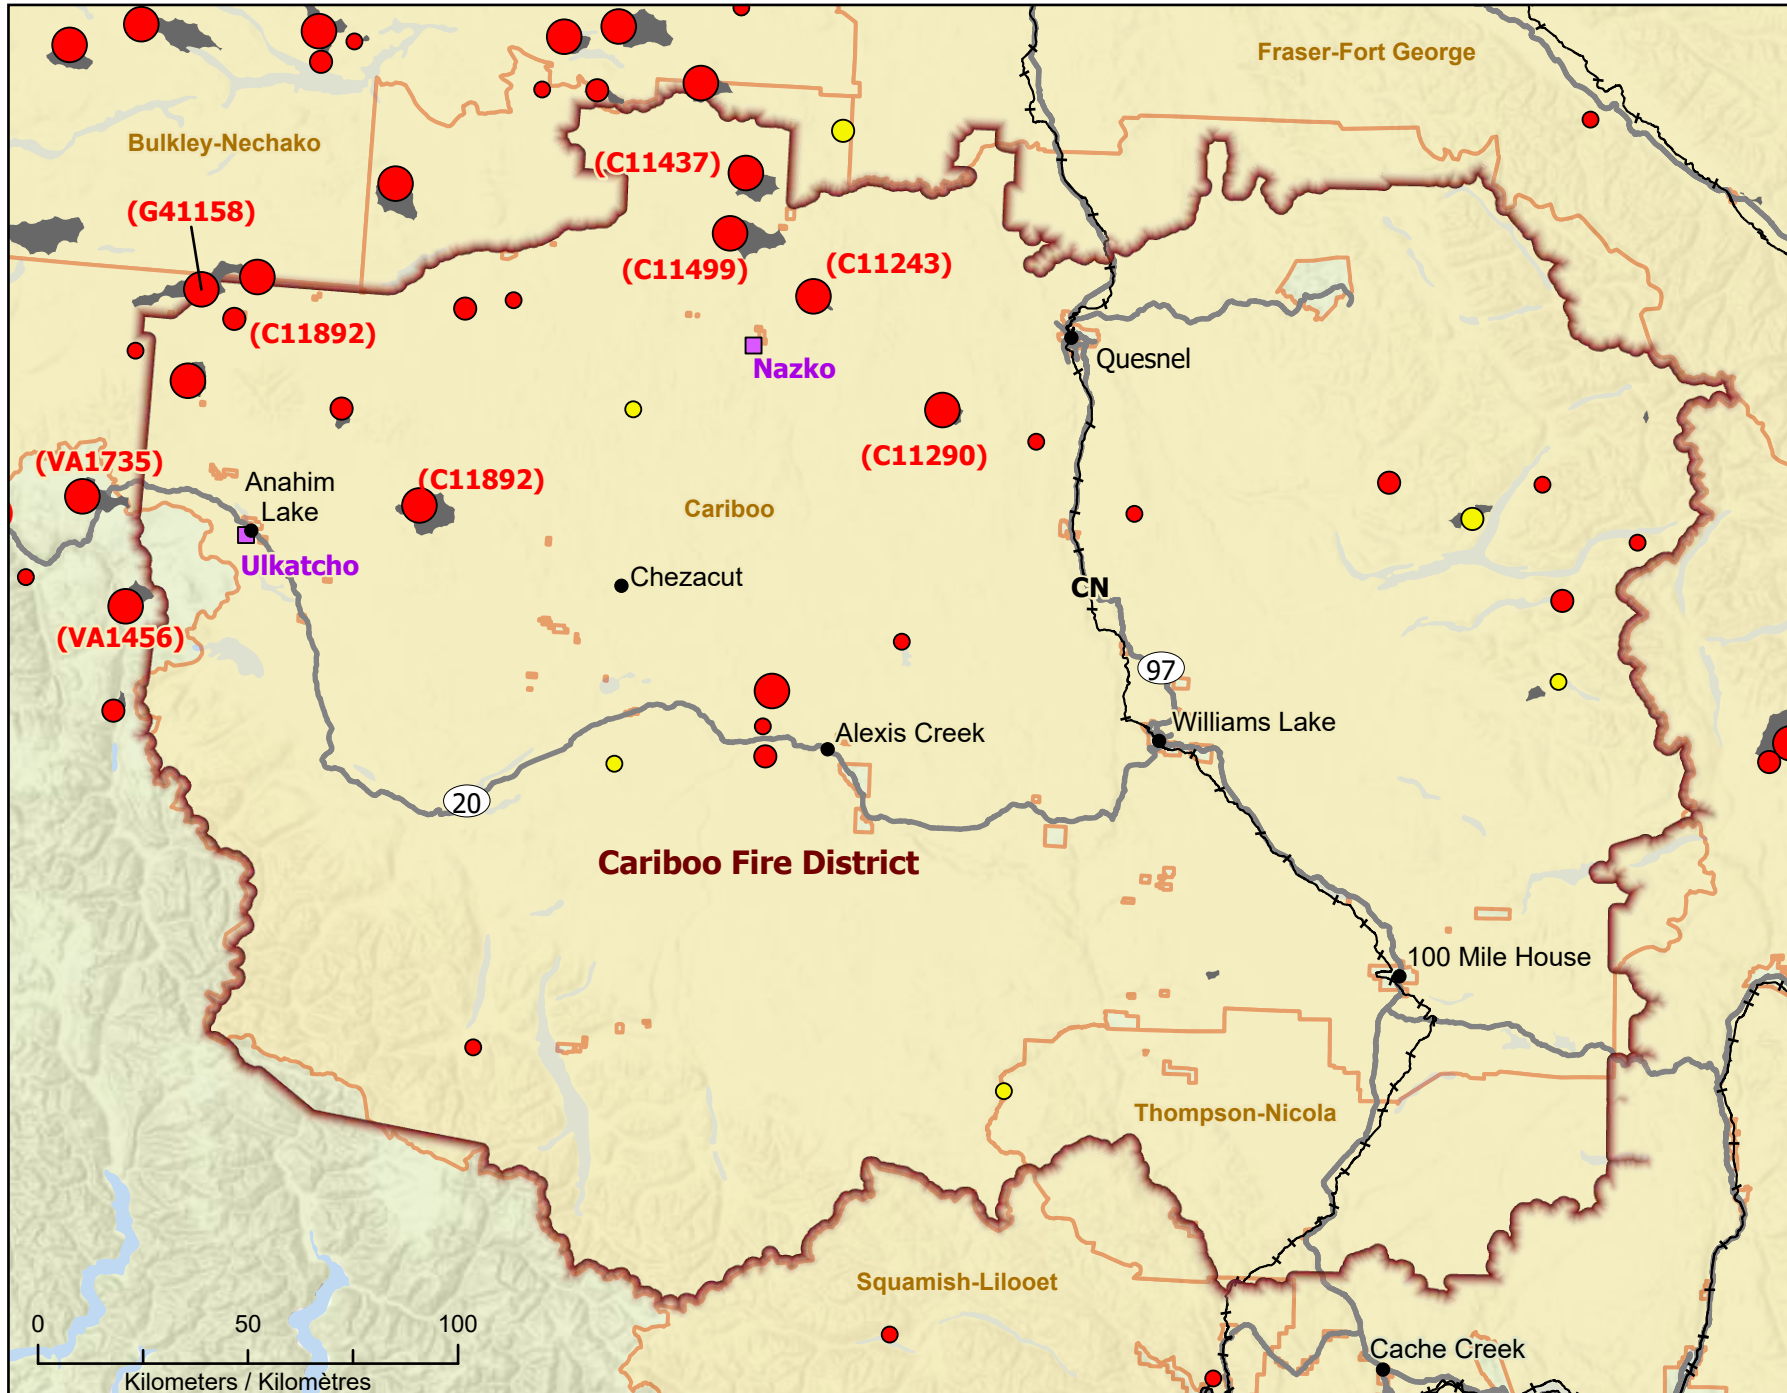 Fraser-Fort George
Bulkley-Nechako
(C11437)
(G41158)
(C11499)
(C11243)
(C11892)
Nazko
Quesnel
(VA1735)
(C11290)
Anahim
Lake
(C11892)
Cariboo
Ulkatcho
Chezacut
CN
(VA1456)
97
Williams Lake
Alexis Creek
20
Cariboo Fire District
100 Mile House
Thompson-Nicola
Squamish-Lilooet
0 50 100
Cache Creek
Kilometers / Kilomètres